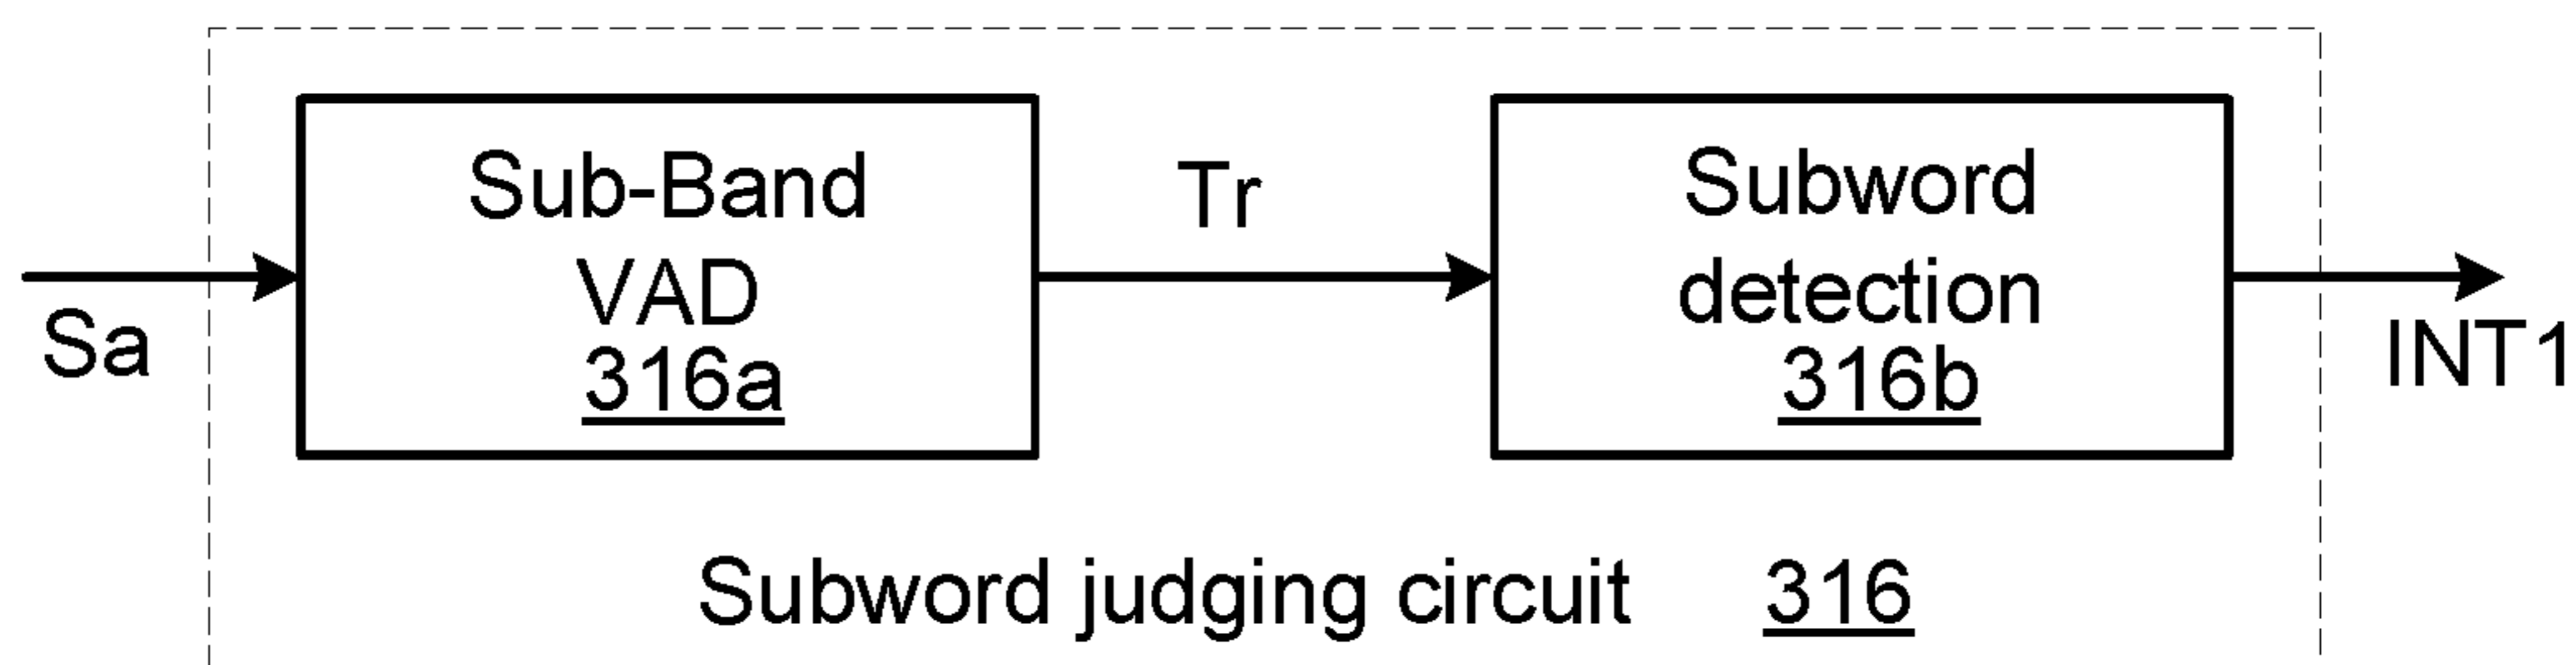 Sub-Band
VAD
316a
Tr
Subword
detection
316b
Sa
INT1
Subword judging circuit 316